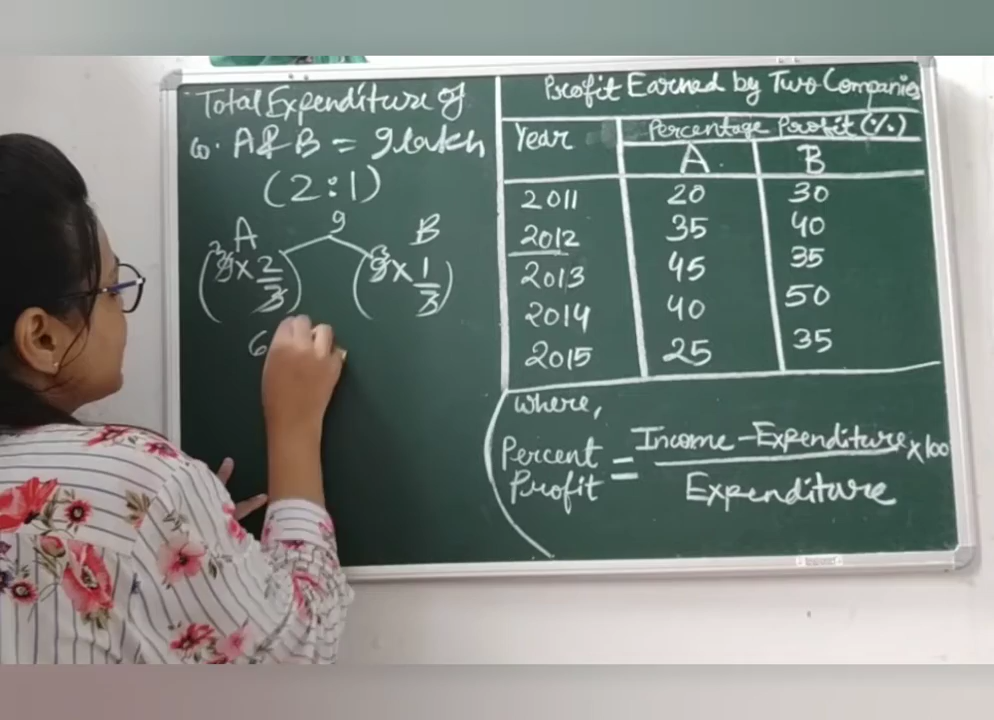 Total Expenditure of
Co. A & B = 9 lakh
(2:1)
9
A B
(9×2/3) (9×1/3)
3 3
6
Profit Earned by Two Companies
Year Percentage Profit (%)
A B
2011 20 30
2012 35 40
2013 45 35
2014 40 50
2015 25 35
where,
Percent Profit = Income - Expenditure / Expenditure ×100